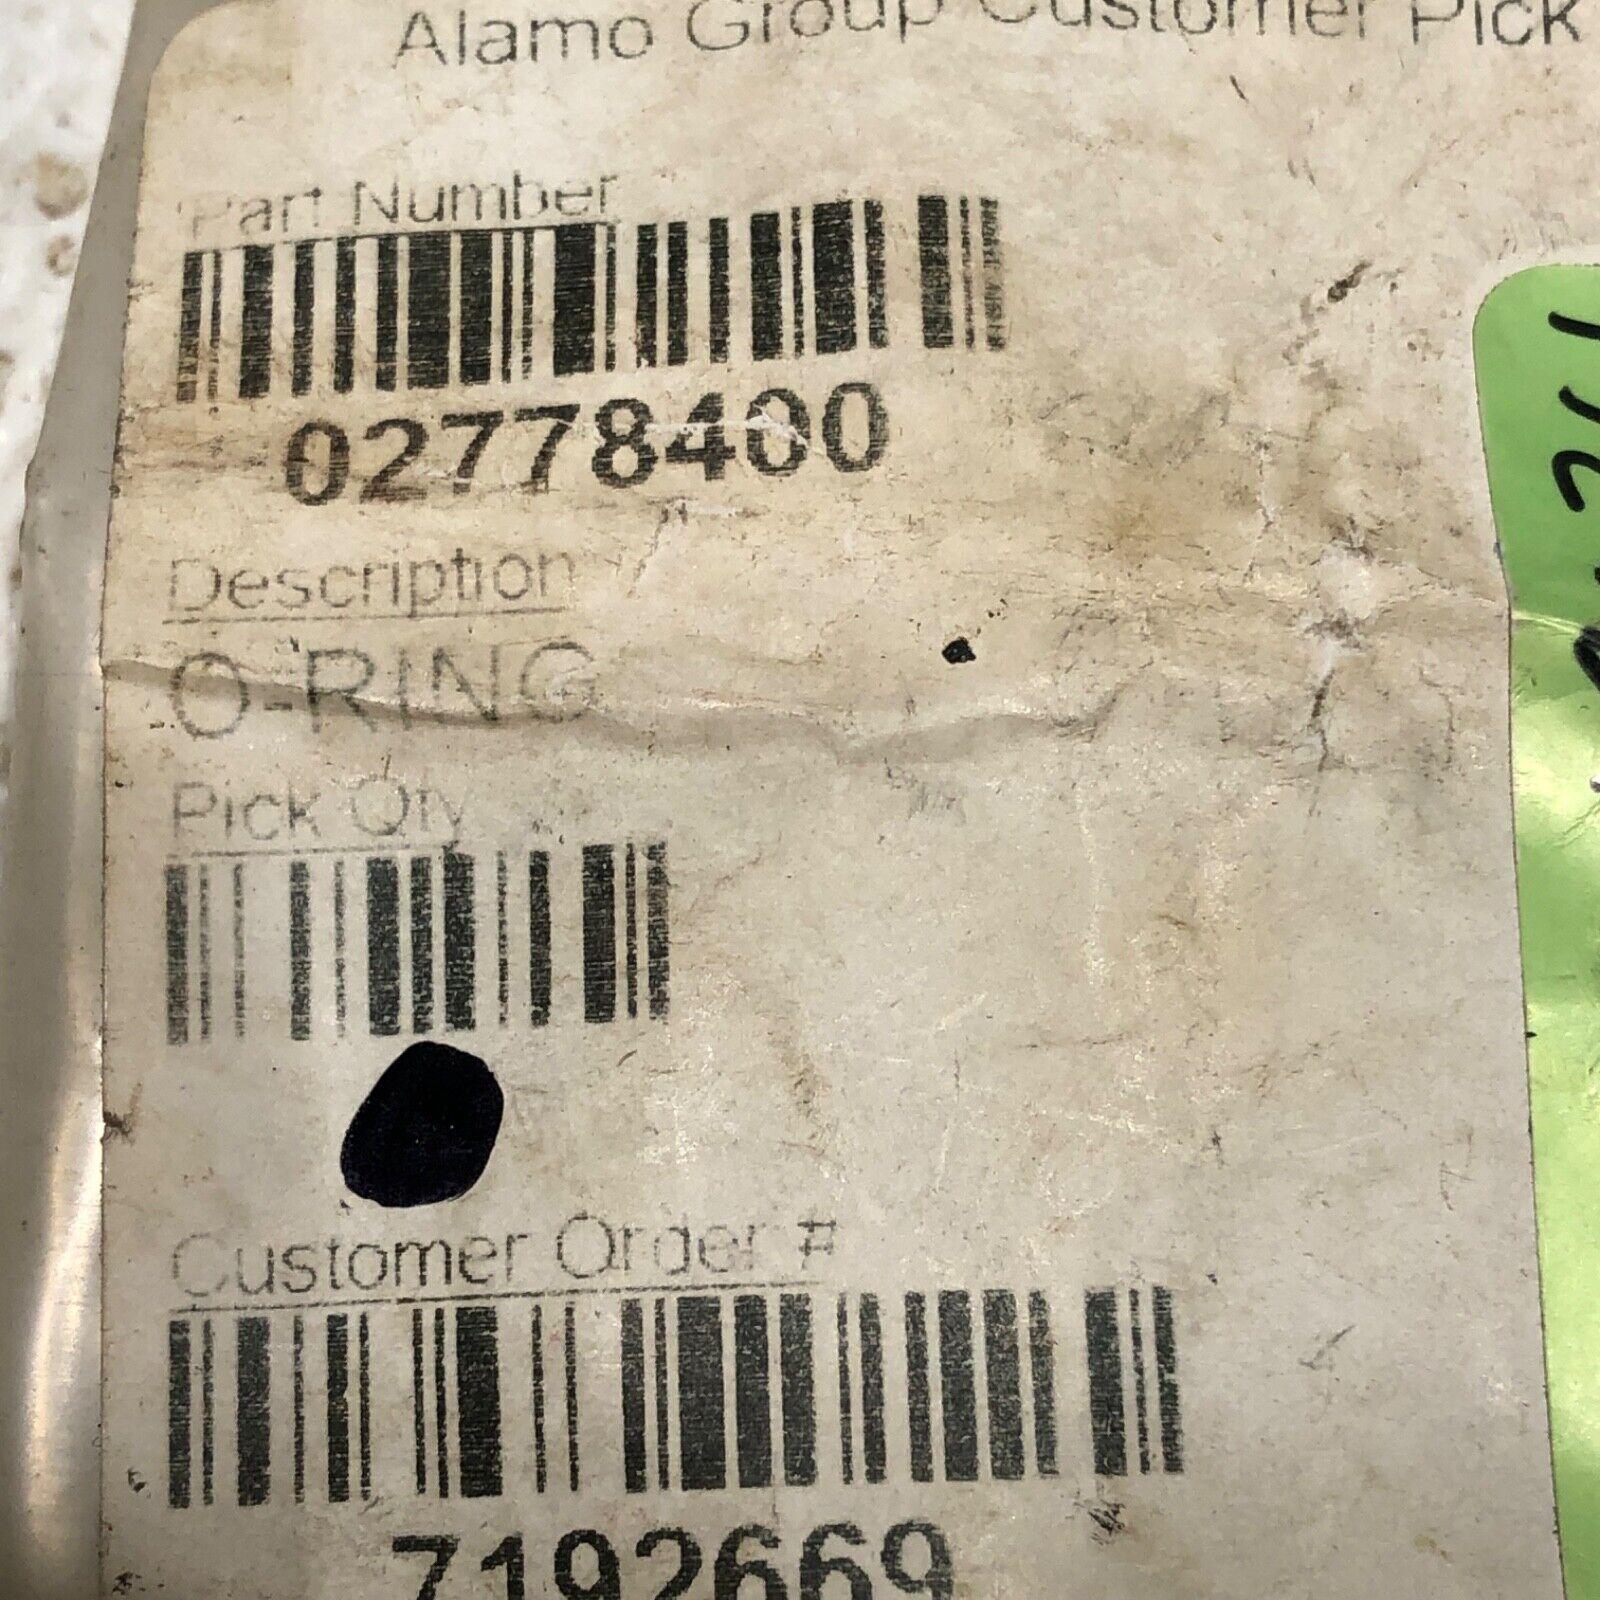 Alamo Group Customer Pick
Part Number
02778400
Description
O-RING
Pick Qty
Customer Order #
7192669